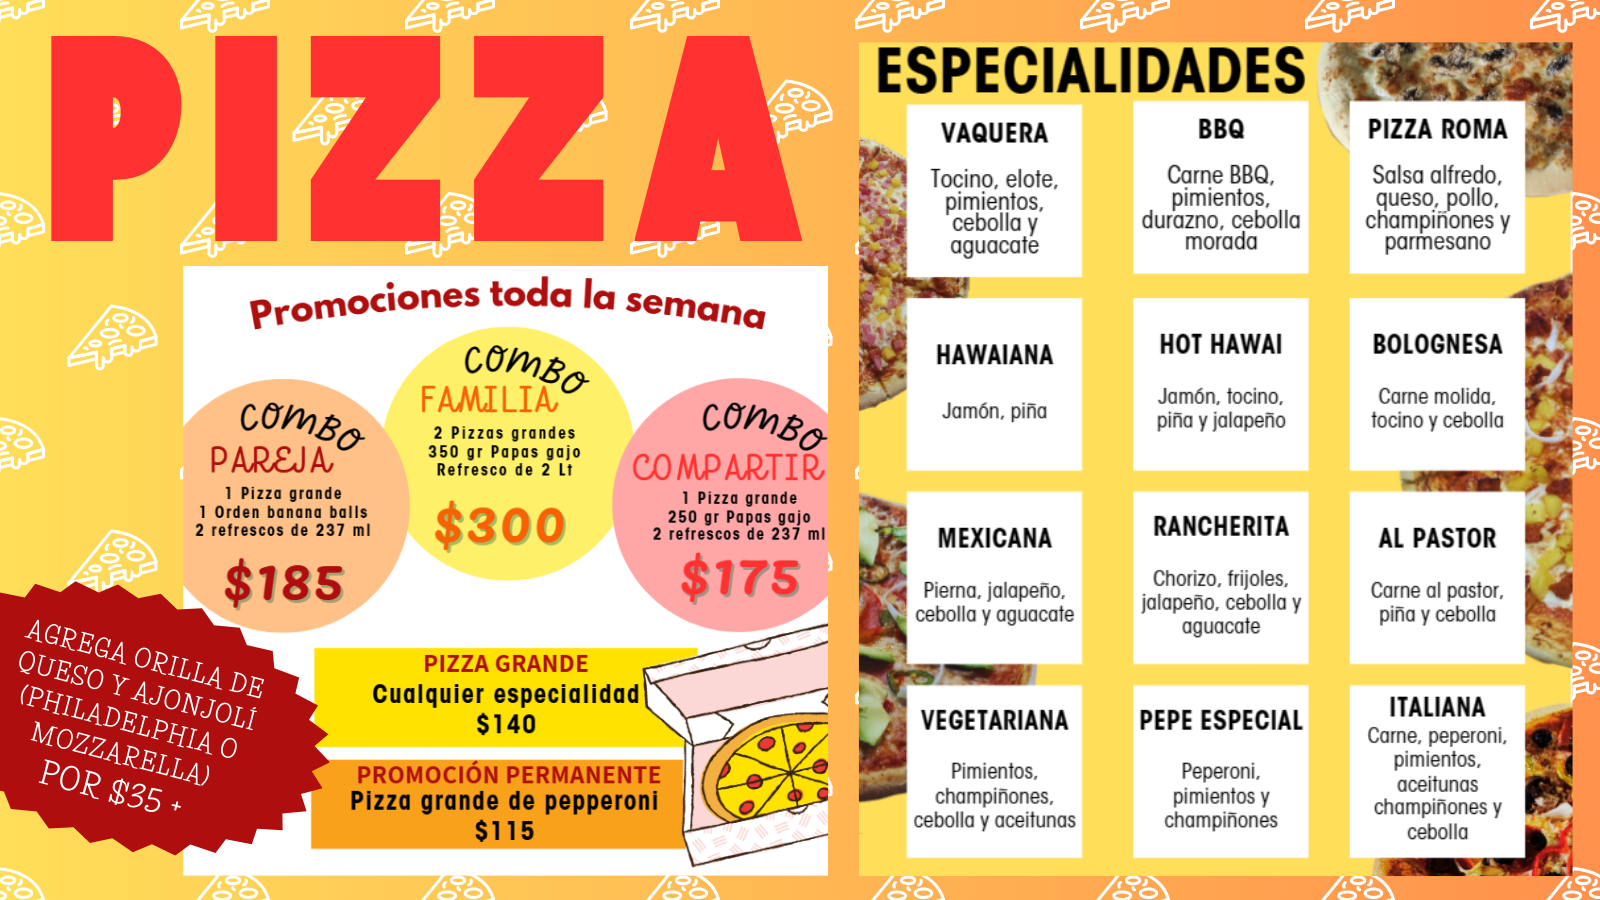 PIZZA
Promociones toda la semana
COMBO
PAREJA
1 Pizza grande
1 Orden banana balls
2 refrescos de 237 ml
$185
COMBO
FAMILIA
2 Pizzas grandes
350 gr Papas gajo
Refresco de 2 Lt
$300
COMBO
COMPARTIR
1 Pizza grande
250 gr Papas gajo
2 refrescos de 237 ml
$175
AGREGA ORILLA DE
QUESO Y AJONJOLÍ
(PHILADELPHIA O
MOZZARELLA)
POR $35 +
PIZZA GRANDE
Cualquier especialidad
$140
PROMOCIÓN PERMANENTE
Pizza grande de pepperoni
$115
ESPECIALIDADES
VAQUERA
Tocino, elote,
pimientos,
cebolla y
aguacate
BBQ
Carne BBQ,
pimientos,
durazno, cebolla
morada
PIZZA ROMA
Salsa alfredo,
queso, pollo,
champiñones y
parmesano
HAWAIANA
Jamón, piña
HOT HAWAI
Jamón, tocino,
piña y jalapeño
BOLOGNESA
Carne molida,
tocino y cebolla
MEXICANA
Pierna, jalapeño,
cebolla y aguacate
RANCHERITA
Chorizo, frijoles,
jalapeño, cebolla y
aguacate
AL PASTOR
Carne al pastor,
piña y cebolla
VEGETARIANA
Pimientos,
champiñones,
cebolla y aceitunas
PEPE ESPECIAL
Peperoni,
pimientos y
champiñones
ITALIANA
Carne, peperoni,
pimientos,
aceitunas
champiñones y
cebolla